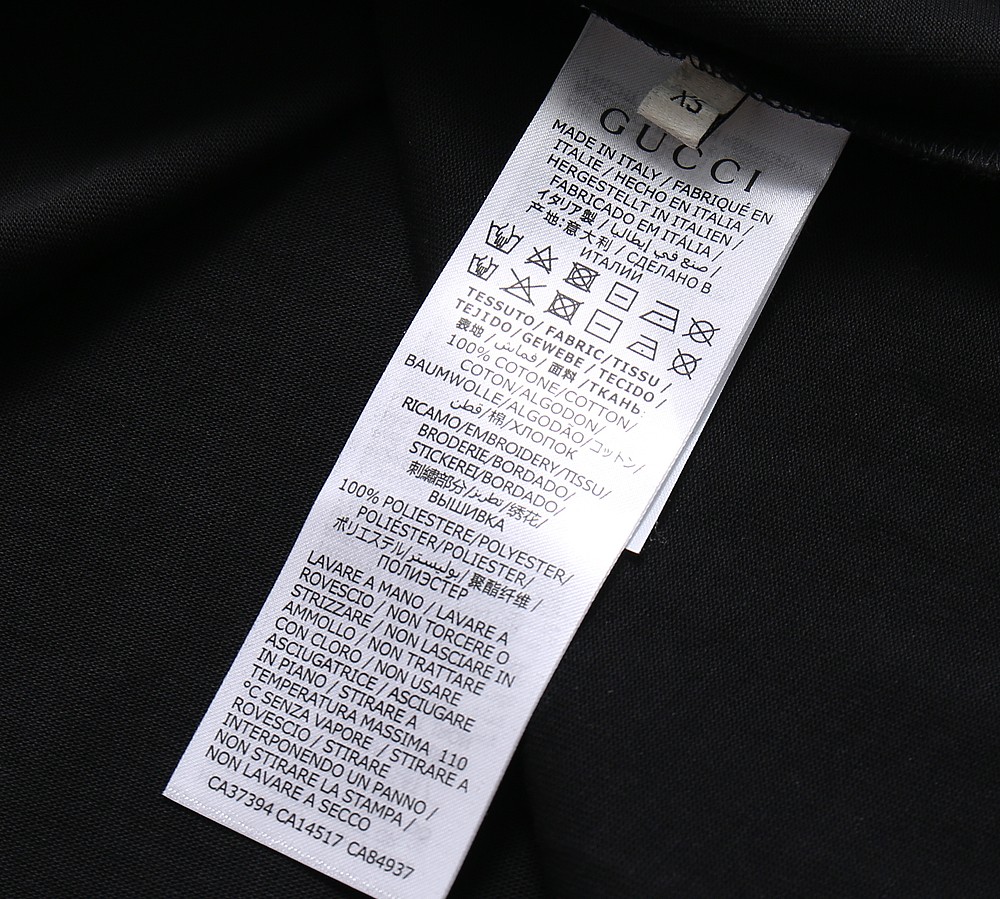 XS
GUCCI
MADE IN ITALY / FABRIQUÉ EN
ITALIE / HECHO EN ITALIA /
HERGESTELLT IN ITALIEN /
FABRICADO EM ITALIA /
イタリア製 / صنع في إيطاليا /
产地:意大利 / СДЕЛАНО В
ИТАЛИИ
TESSUTO/ FABRIC/TISSU /
TEJIDO/GEWEBE / TECIDO /
表地 / قماش/ 面料 /ТКАНЬ:
100% COTONE/COTTON/
COTON/ALGODON/
BAUMWOLLE/ALGODÃO/コットン/
قطن/棉/ХЛОПОК
RICAMO/EMBROIDERY/TISSU/
BRODERIE/BORDADO/
STICKEREI/BORDADO/
刺繍部分/تطريز/绣花/
ВЫШИВКА
100% POLIESTERE/POLYESTER/
POLIÉSTER/POLIESTER/
ポリエステル/بوليستر/ 聚酯纤维 /
ПОЛИЭСТЕР
LAVARE A MANO / LAVARE A
ROVESCIO / NON TORCERE O
STRIZZARE / NON LASCIARE IN
AMMOLLO / NON TRATTARE
CON CLORO / NON USARE
ASCIUGATRICE / ASCIUGARE
IN PIANO / STIRARE A
TEMPERATURA MASSIMA 110
°C SENZA VAPORE / STIRARE A
ROVESCIO / STIRARE
INTERPONENDO UN PANNO /
NON STIRARE LA STAMPA /
NON LAVARE A SECCO
CA37394 CA14517 CA84937